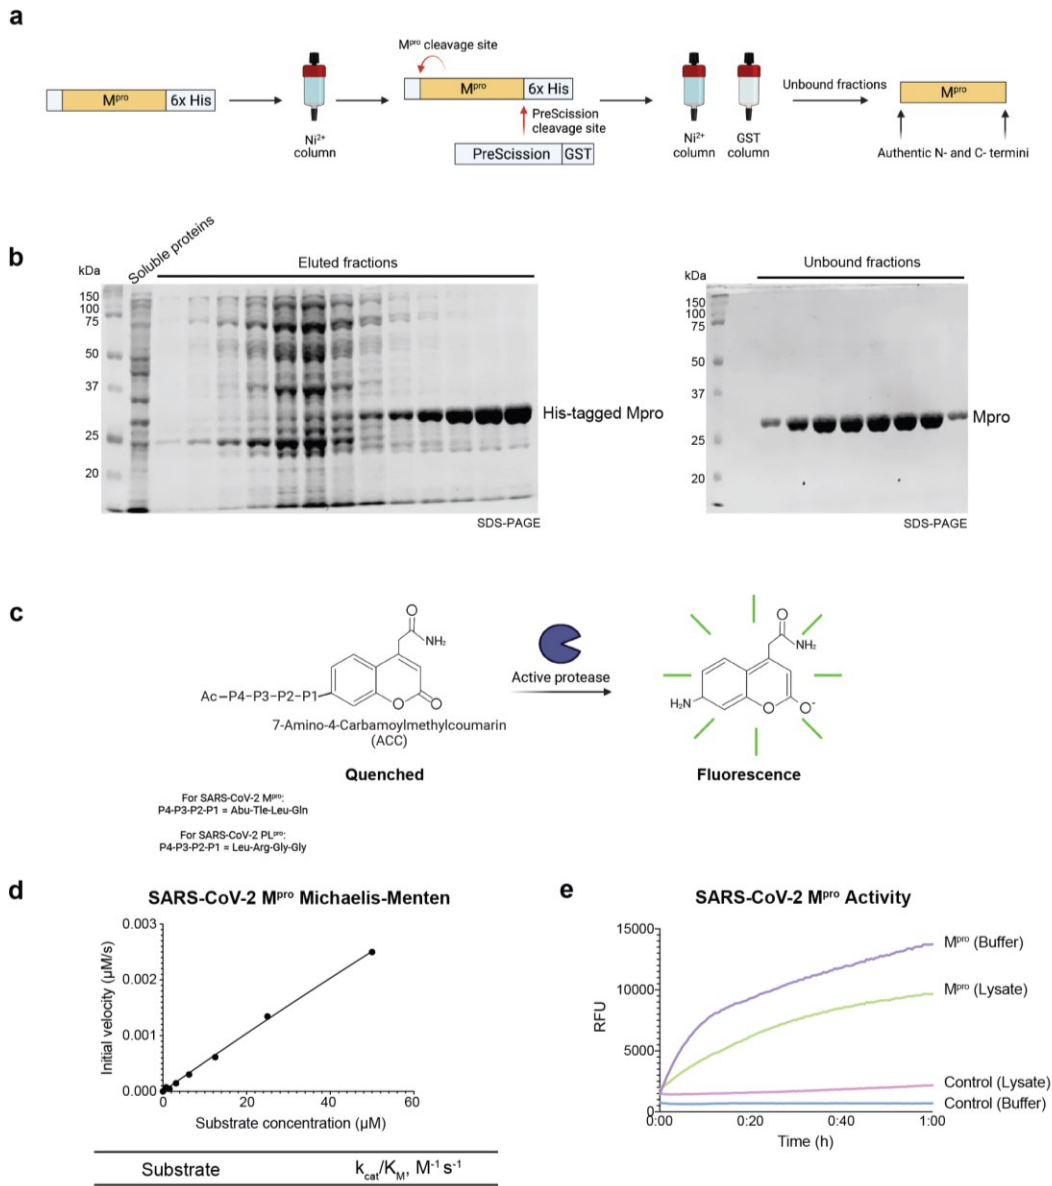 a
Mpro
6x His
Ni2+
column
Mpro cleavage site
Mpro
6x His
PreScission
cleavage site
PreScission
GST
Ni2+
column
GST
column
Unbound fractions
Mpro
Authentic N- and C- termini
b
kDa
Soluble proteins
Eluted fractions
150
100
75
50
37
25
20
His-tagged Mpro
SDS-PAGE
kDa
Unbound fractions
150
100
75
50
37
25
20
Mpro
SDS-PAGE
c
Ac–P4–P3–P2–P1
O
NH2
O
O
7-Amino-4-Carbamoylmethylcoumarin
(ACC)
Quenched
Active protease
O
NH2
H2N
O
O-
Fluorescence
For SARS-CoV-2 Mpro:
P4-P3-P2-P1 = Abu-Tle-Leu-Gln
For SARS-CoV-2 PLpro:
P4-P3-P2-P1 = Leu-Arg-Gly-Gly
d
SARS-CoV-2 Mpro Michaelis-Menten
Initial velocity (µM/s)
0.003
0.002
0.001
0.000
0
20
40
60
Substrate concentration (µM)
Substrate
kcat/KM, M-1 s-1
e
SARS-CoV-2 Mpro Activity
RFU
15000
10000
5000
0
0:00
0:20
0:40
1:00
Time (h)
Mpro (Buffer)
Mpro (Lysate)
Control (Lysate)
Control (Buffer)